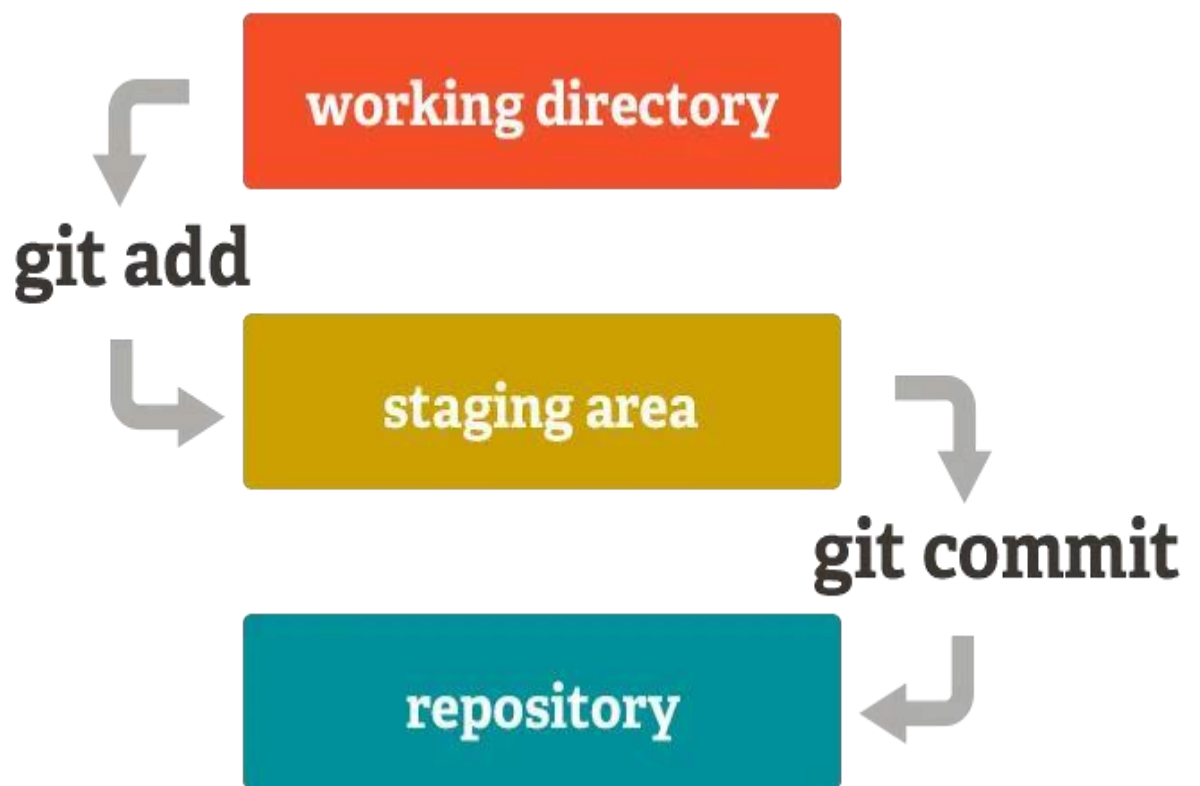 working directory
git add
staging area
git commit
repository